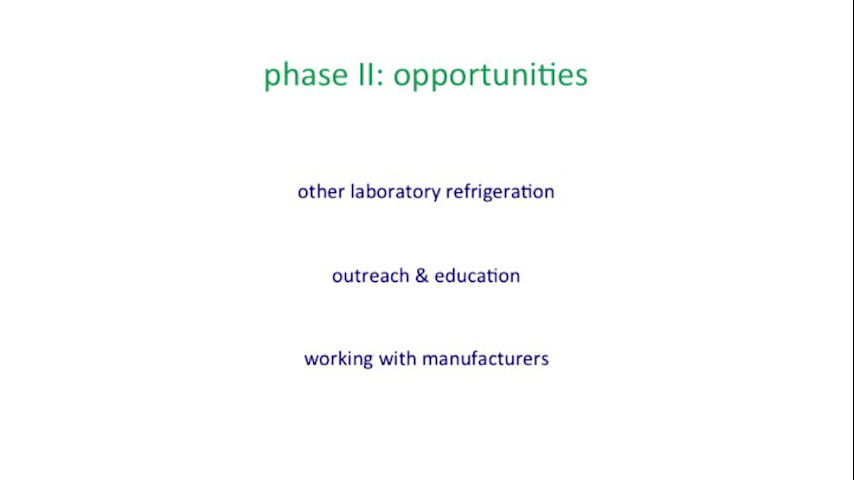 phase II: opportunities
other laboratory refrigeration
outreach & education
working with manufacturers